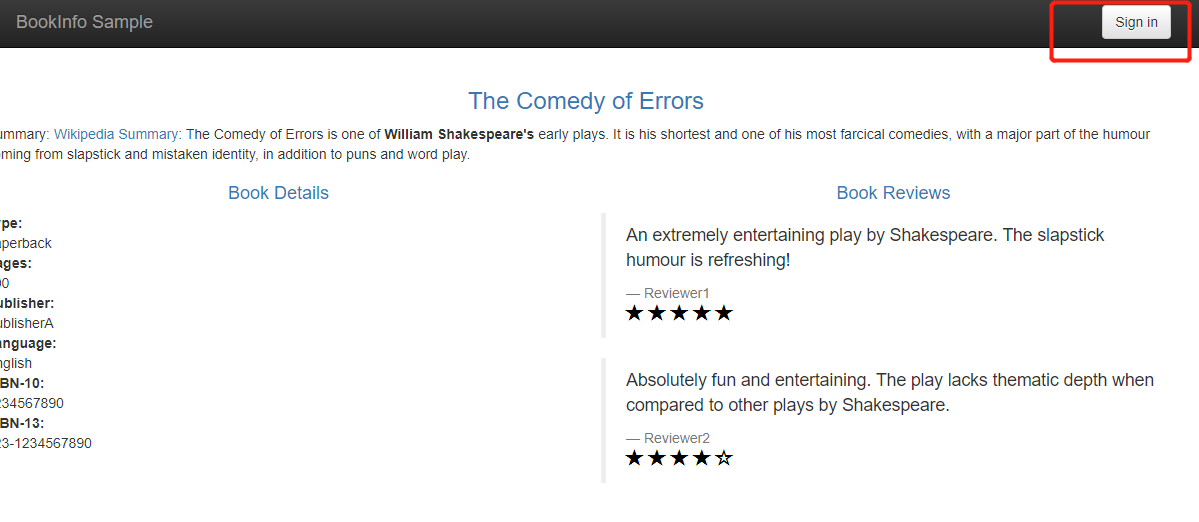 BookInfo Sample
Sign in
The Comedy of Errors
ummary: Wikipedia Summary: The Comedy of Errors is one of William Shakespeare's early plays. It is his shortest and one of his most farcical comedies, with a major part of the humour
ming from slapstick and mistaken identity, in addition to puns and word play.
Book Details
ype:
aperback
ages:
00
ublisher:
ublisherA
anguage:
nglish
BN-10:
234567890
BN-13:
23-1234567890
Book Reviews
An extremely entertaining play by Shakespeare. The slapstick
humour is refreshing!
— Reviewer1
★★★★★
Absolutely fun and entertaining. The play lacks thematic depth when
compared to other plays by Shakespeare.
— Reviewer2
★★★★☆